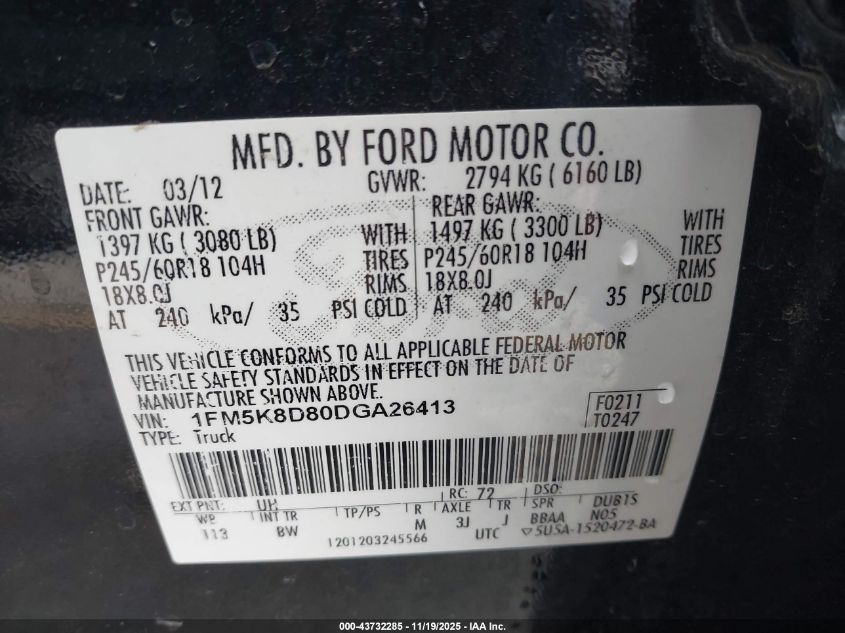 MFD. BY FORD MOTOR CO.
DATE: 03/12 GVWR: 2794 KG ( 6160 LB)
FRONT GAWR: REAR GAWR:
1397 KG ( 3080 LB) WITH 1497 KG ( 3300 LB) WITH
P245/60R18 104H TIRES P245/60R18 104H TIRES
18X8.0J RIMS 18X8.0J RIMS
AT 240 kPa/ 35 PSI COLD AT 240 kPa/ 35 PSI COLD
THIS VEHICLE CONFORMS TO ALL APPLICABLE FEDERAL MOTOR
VEHICLE SAFETY STANDARDS IN EFFECT ON THE DATE OF
MANUFACTURE SHOWN ABOVE
VIN: 1FM5K8D80DGA26413 F0211
TYPE: Truck T0247
EXT PNT: UH RC: 72 DSO:
WB INT TR TP/PS R AXLE TR SPR DUB1S
113 BW M 3J J BBAA N05
1201203245566 UTC ▽5U5A-1520472-BA
000-43732285 - 11/19/2025 - IAA Inc.